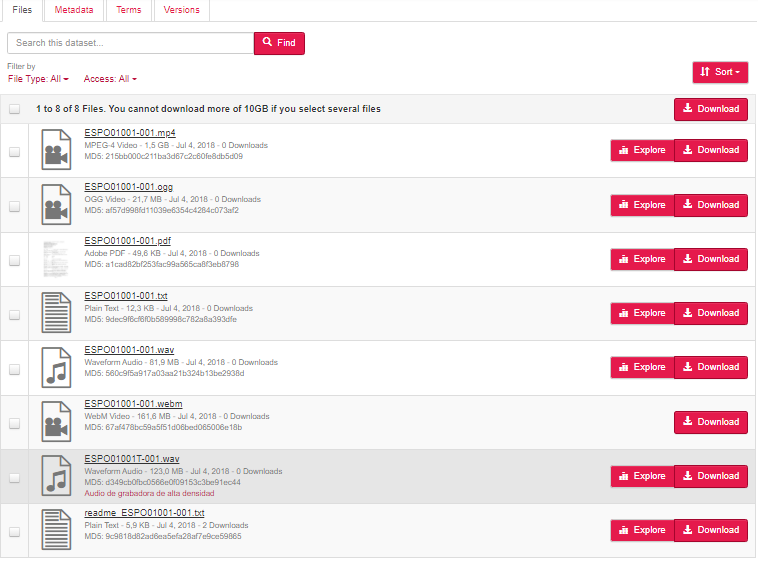 Files Metadata Terms Versions
Search this dataset... Find
Filter by
File Type: All Access: All Sort
1 to 8 of 8 Files. You cannot download more of 10GB if you select several files Download
ESPO01001-001.mp4
MPEG-4 Video - 1,5 GB - Jul 4, 2018 - 0 Downloads
MD5: 215bb000c211ba3d67c2c60fe8db5d09
Explore Download
ESPO01001-001.ogg
OGG Video - 21,7 MB - Jul 4, 2018 - 0 Downloads
MD5: af57d998fd11039e6354c4284c073af2
Explore Download
ESPO01001-001.pdf
Adobe PDF - 49,6 KB - Jul 4, 2018 - 0 Downloads
MD5: a1cad82bf253fac99a565ca8f3eb8798
Explore Download
ESPO01001-001.txt
Plain Text - 12,3 KB - Jul 4, 2018 - 0 Downloads
MD5: 9dec9f6cf6f0b589998c782a8a393dfe
Explore Download
ESPO01001-001.wav
Waveform Audio - 81,9 MB - Jul 4, 2018 - 0 Downloads
MD5: 560c9f5a917a03aa21b324b13be2938d
Explore Download
ESPO01001-001.webm
WebM Video - 161,6 MB - Jul 4, 2018 - 0 Downloads
MD5: 67af478bc59a5f51d06bed065006e18b
Download
ESPO01001T-001.wav
Waveform Audio - 123,0 MB - Jul 4, 2018 - 0 Downloads
MD5: d349cb0fbc0566e0f09153c3be91ec44
Audio de grabadora de alta densidad
Explore Download
readme_ESPO01001-001.txt
Plain Text - 5,9 KB - Jul 4, 2018 - 2 Downloads
MD5: 9c9818d82ad6ea5efa28af7e9ce59865
Explore Download